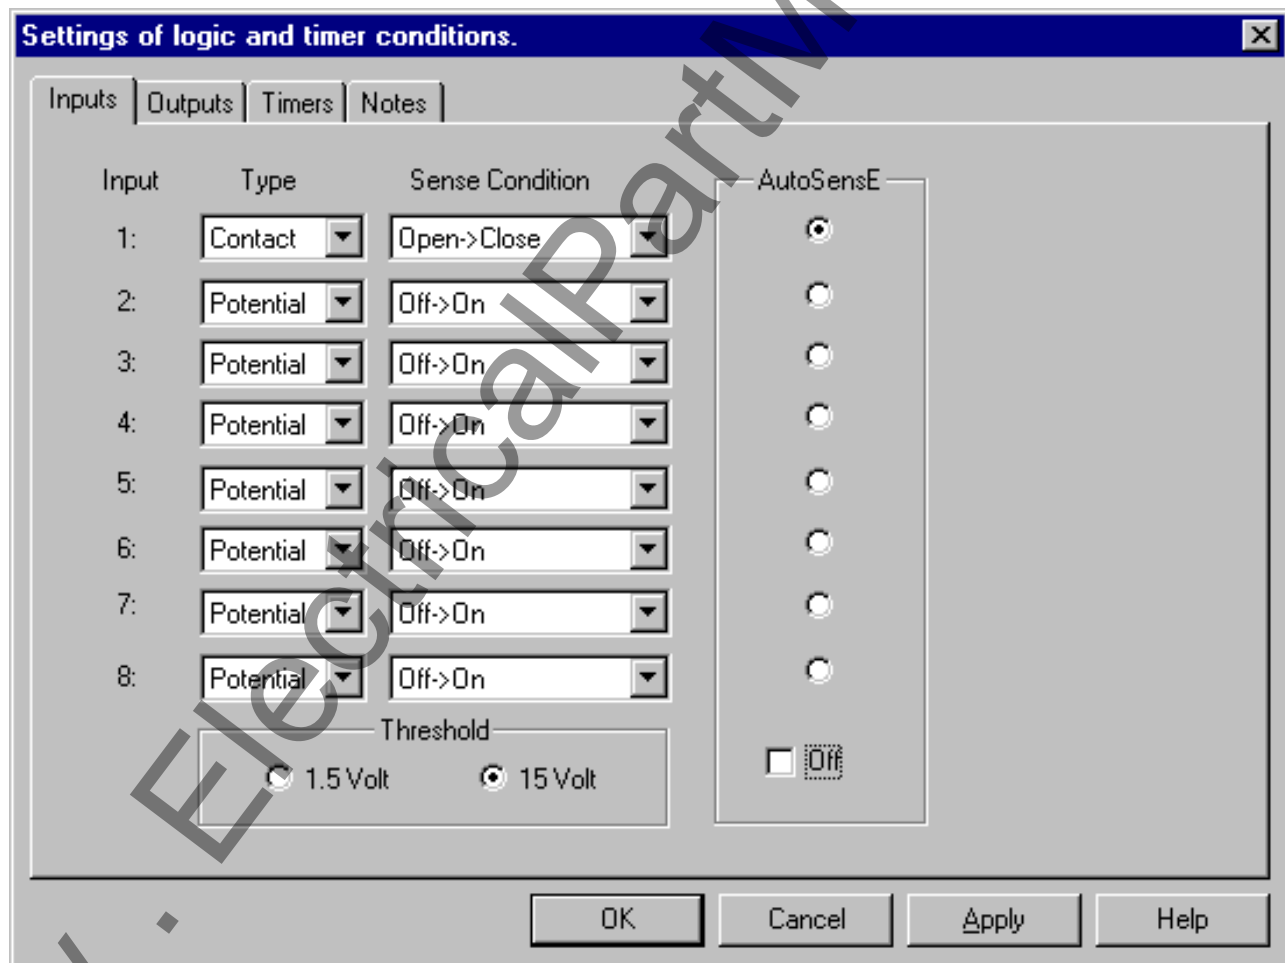 Settings of logic and timer conditions.
Inputs Outputs Timers Notes
Input Type Sense Condition AutoSensE
1: Contact Open->Close
2: Potential Off->On
3: Potential Off->On
4: Potential Off->On
5: Potential Off->On
6: Potential Off->On
7: Potential Off->On
8: Potential Off->On
Threshold
1.5 Volt 15 Volt
Off
OK Cancel Apply Help
. ElectricalPartM